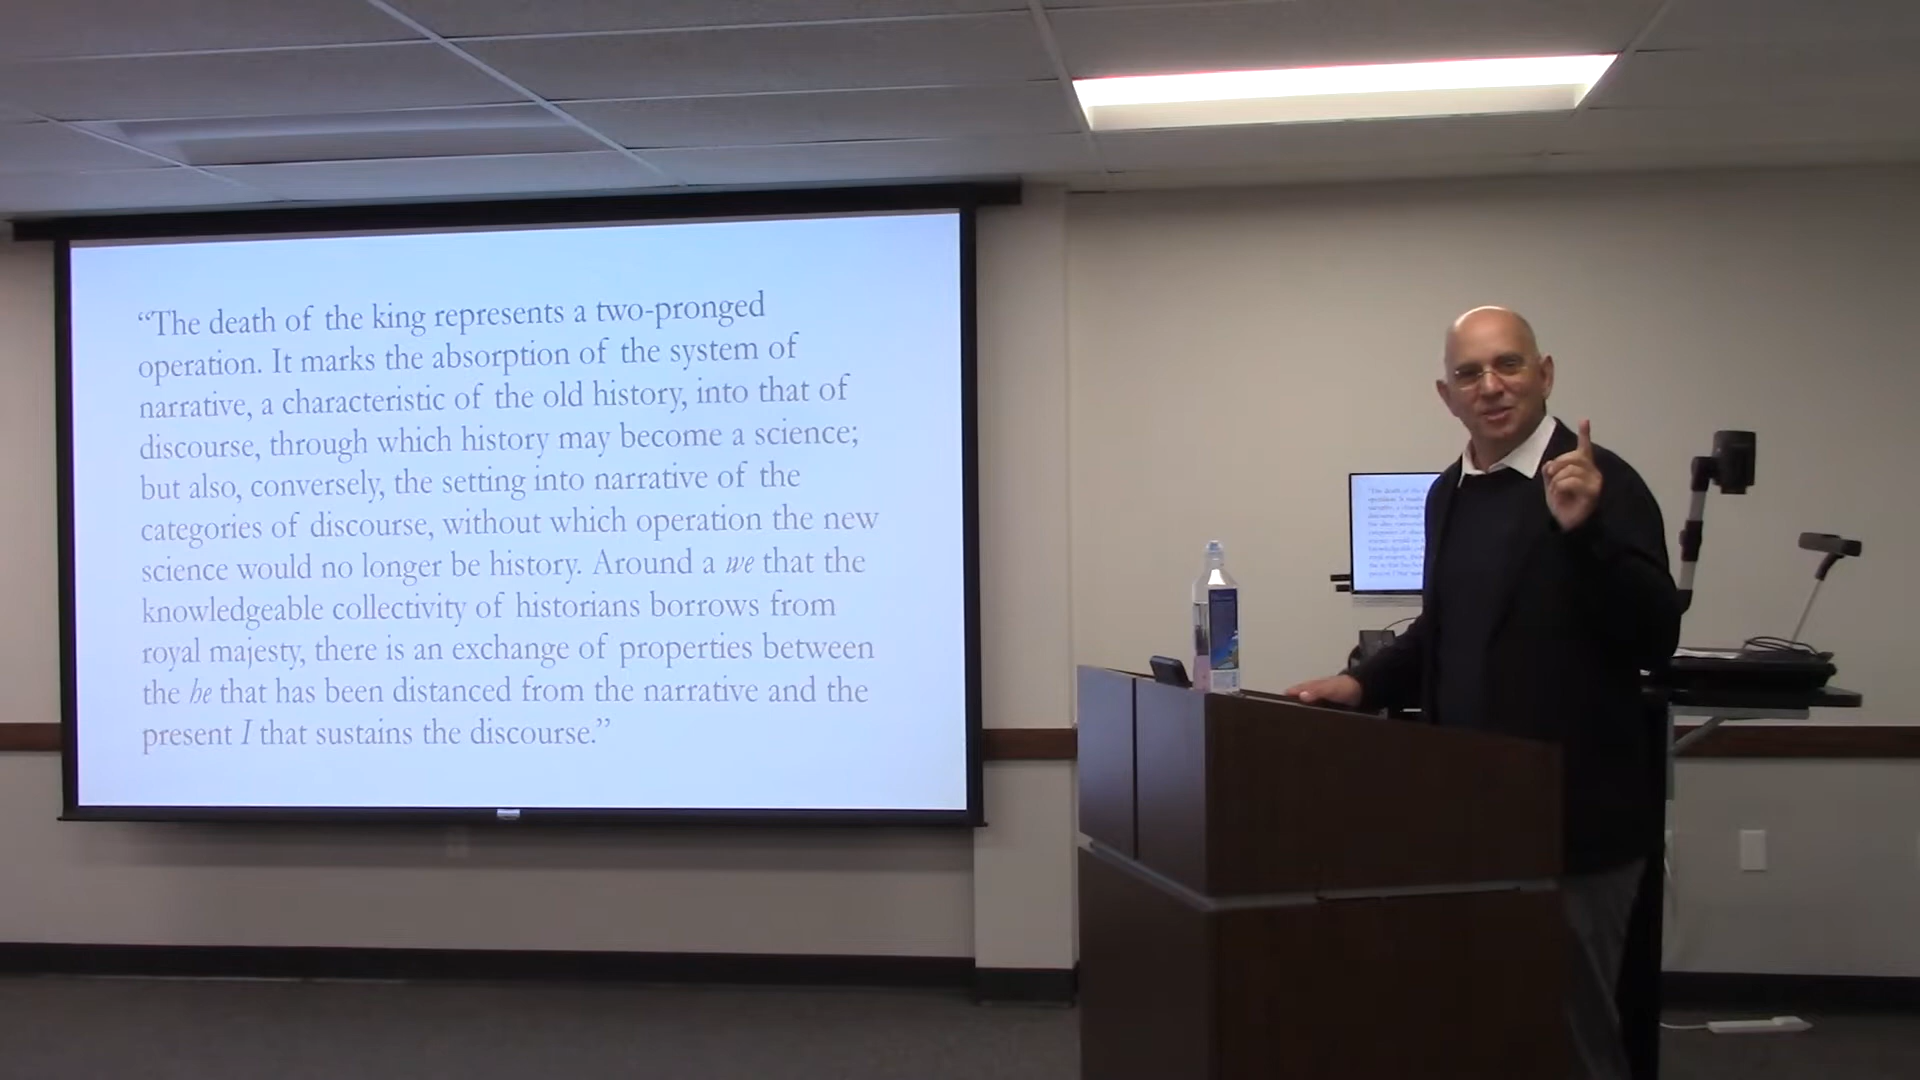 “The death of the king represents a two-pronged
operation. It marks the absorption of the system of
narrative, a characteristic of the old history, into that of
discourse, through which history may become a science;
but also, conversely, the setting into narrative of the
categories of discourse, without which operation the new
science would no longer be history. Around a we that the
knowledgeable collectivity of historians borrows from
royal majesty, there is an exchange of properties between
the he that has been distanced from the narrative and the
present I that sustains the discourse.”